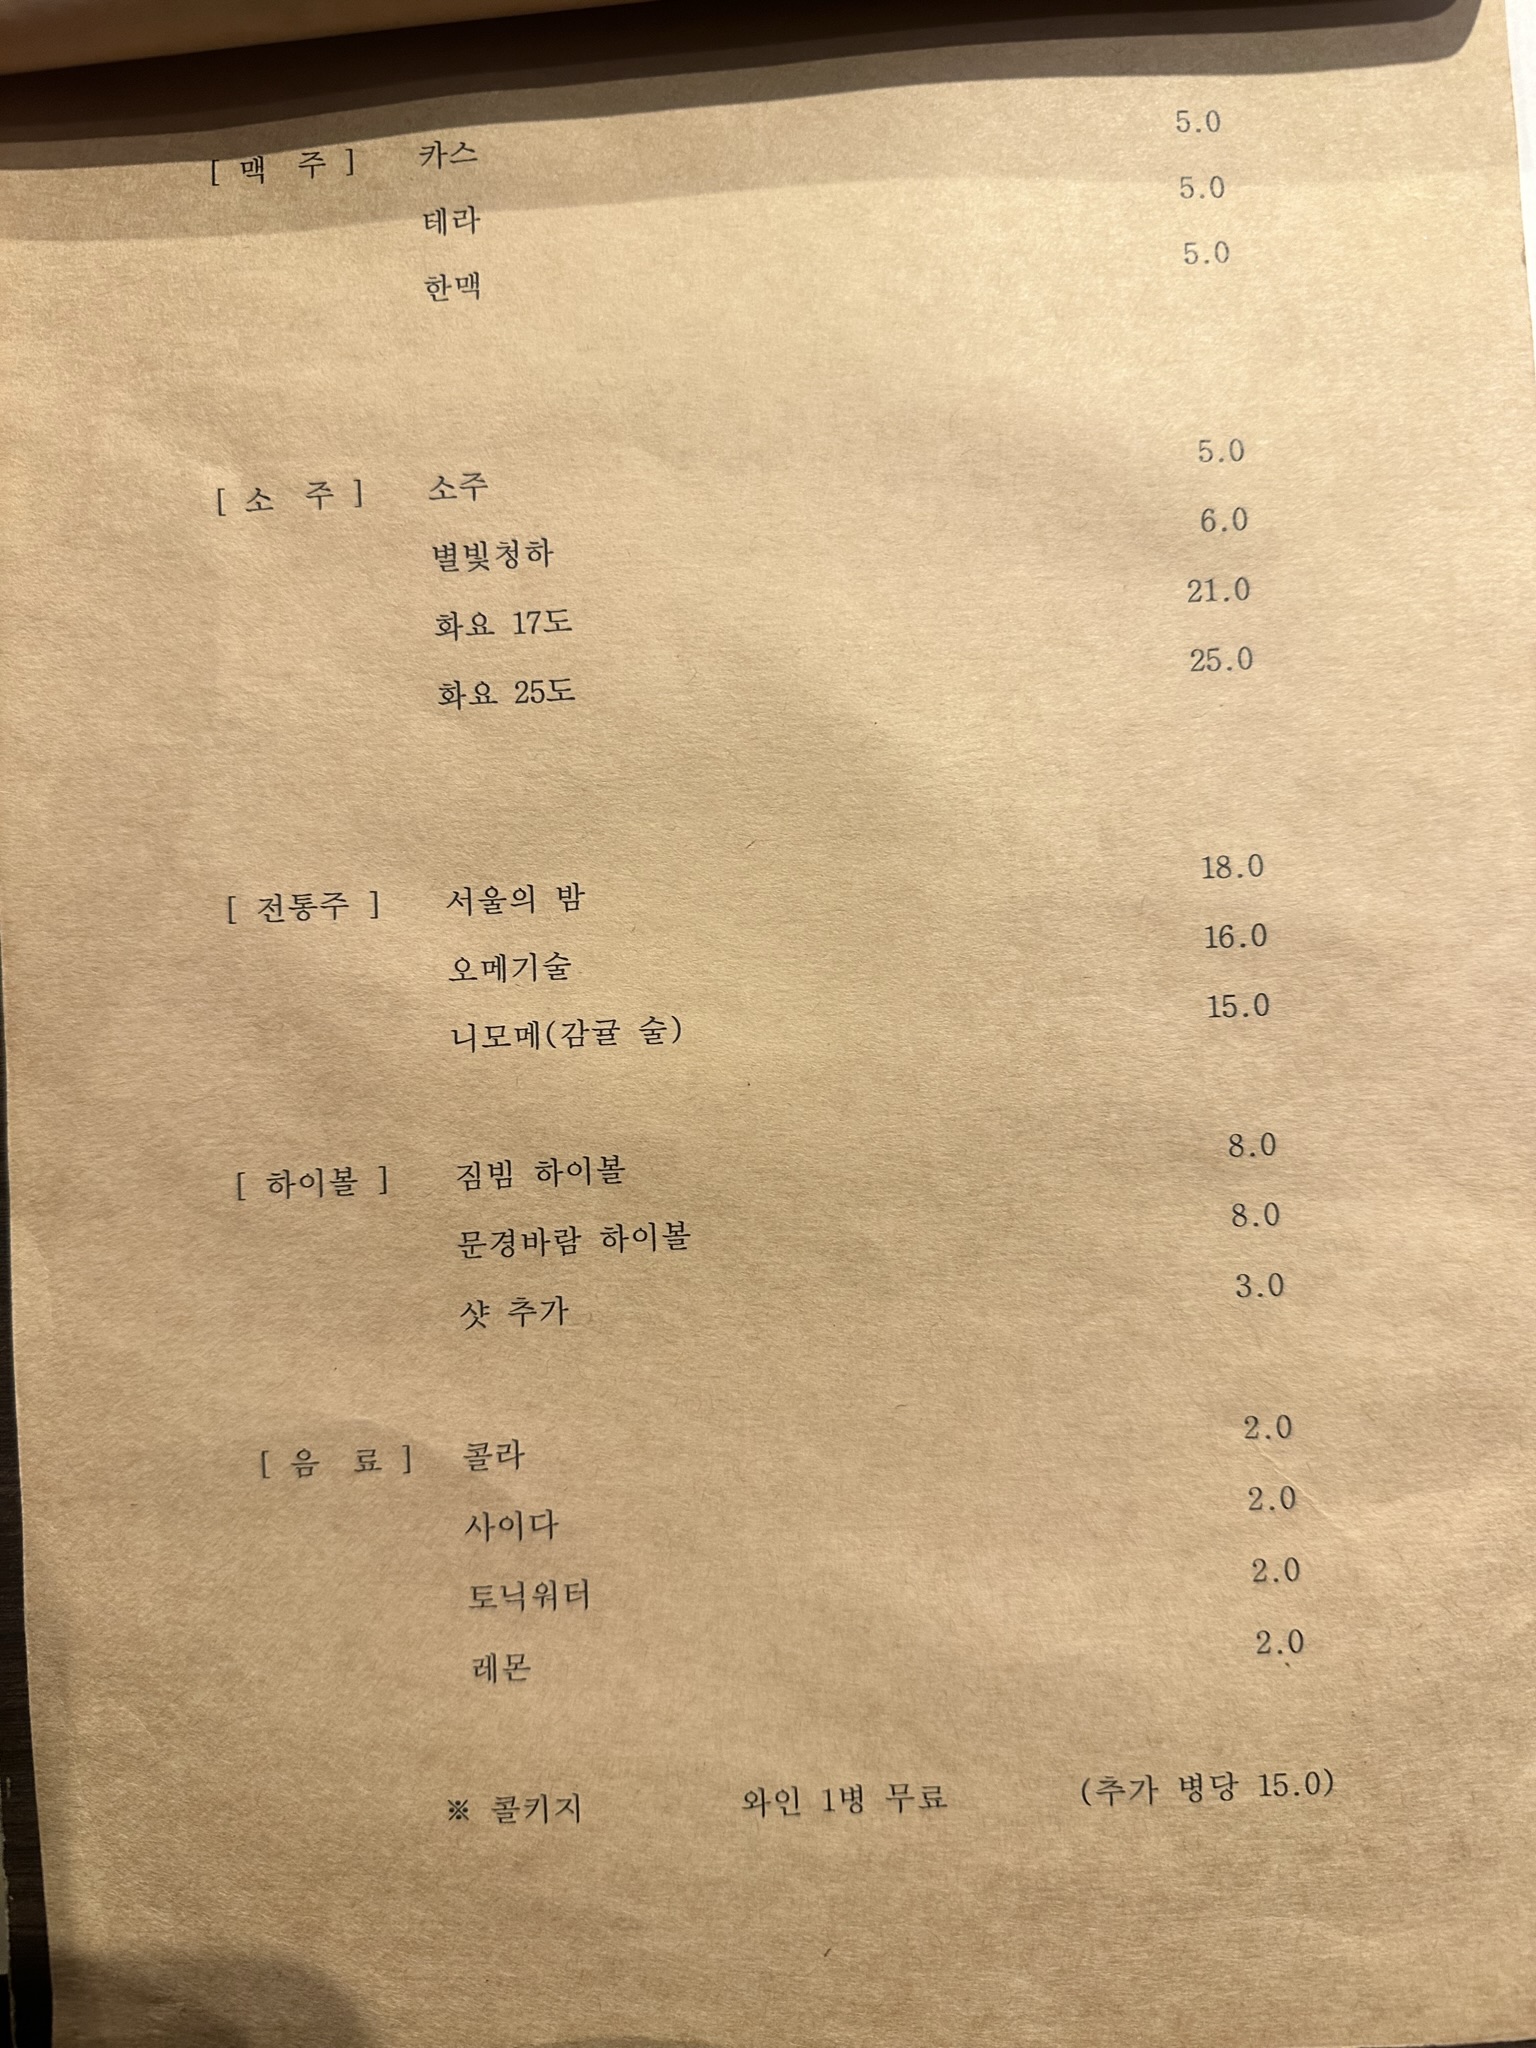 [ 맥 주 ] 카스 5.0
테라 5.0
한맥 5.0
[ 소 주 ] 소주 5.0
별빛청하 6.0
화요 17도 21.0
화요 25도 25.0
[ 전통주 ] 서울의 밤 18.0
오메기술 16.0
니모메(감귤 술) 15.0
[ 하이볼 ] 짐빔 하이볼 8.0
문경바람 하이볼 8.0
샷 추가 3.0
[ 음 료 ] 콜라 2.0
사이다 2.0
토닉워터 2.0
레몬 2.0
※ 콜키지 와인 1병 무료 (추가 병당 15.0)